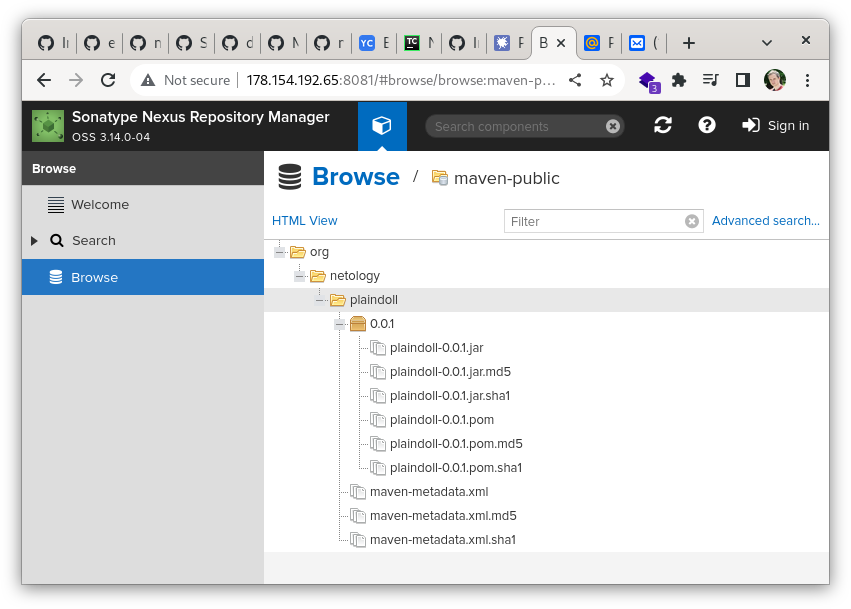 Not secure 178.154.192.65:8081/#browse/browse:maven-p…
3
Sonatype Nexus Repository Manager
OSS 3.14.0-04
Search components
Sign in
Browse
Welcome
Search
Browse
Browse / maven-public
HTML View
Filter
Advanced search...
org
netology
plaindoll
0.0.1
plaindoll-0.0.1.jar
plaindoll-0.0.1.jar.md5
plaindoll-0.0.1.jar.sha1
plaindoll-0.0.1.pom
plaindoll-0.0.1.pom.md5
plaindoll-0.0.1.pom.sha1
maven-metadata.xml
maven-metadata.xml.md5
maven-metadata.xml.sha1